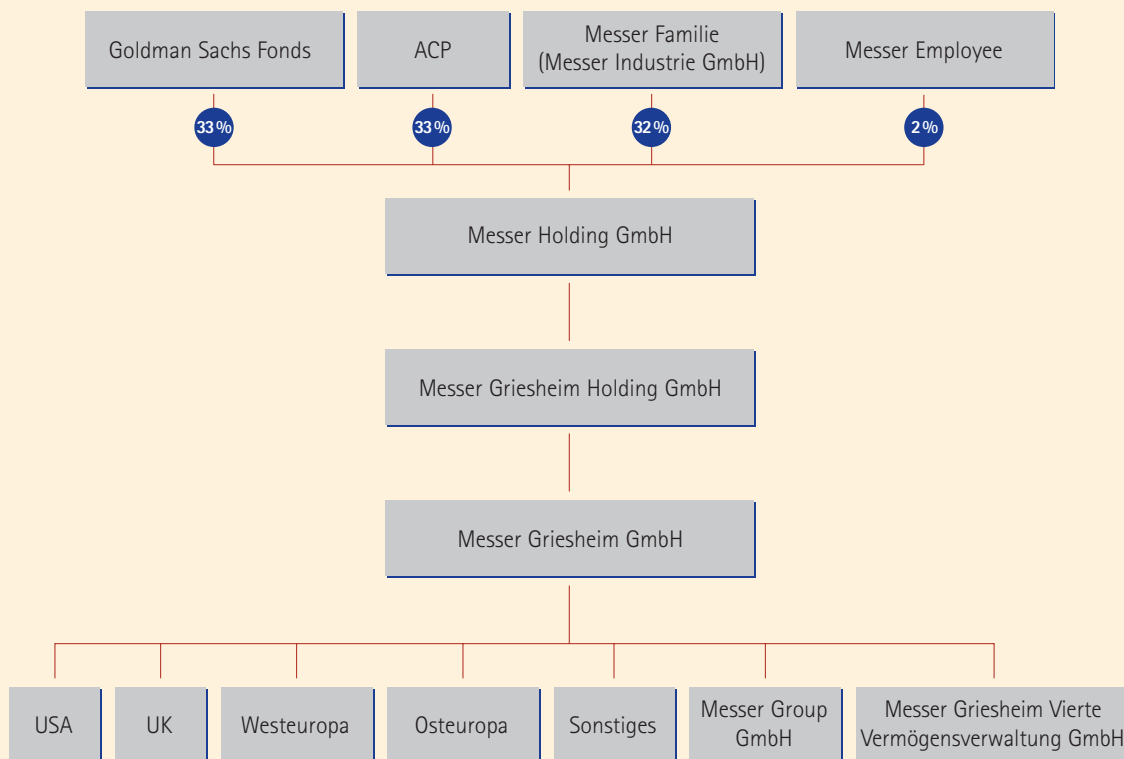 Goldman Sachs Fonds
ACP
Messer Familie
(Messer Industrie GmbH)
Messer Employee
33%
33%
32%
2%
Messer Holding GmbH
Messer Griesheim Holding GmbH
Messer Griesheim GmbH
USA
UK
Westeuropa
Osteuropa
Sonstiges
Messer Group
GmbH
Messer Griesheim Vierte
Vermögensverwaltung GmbH